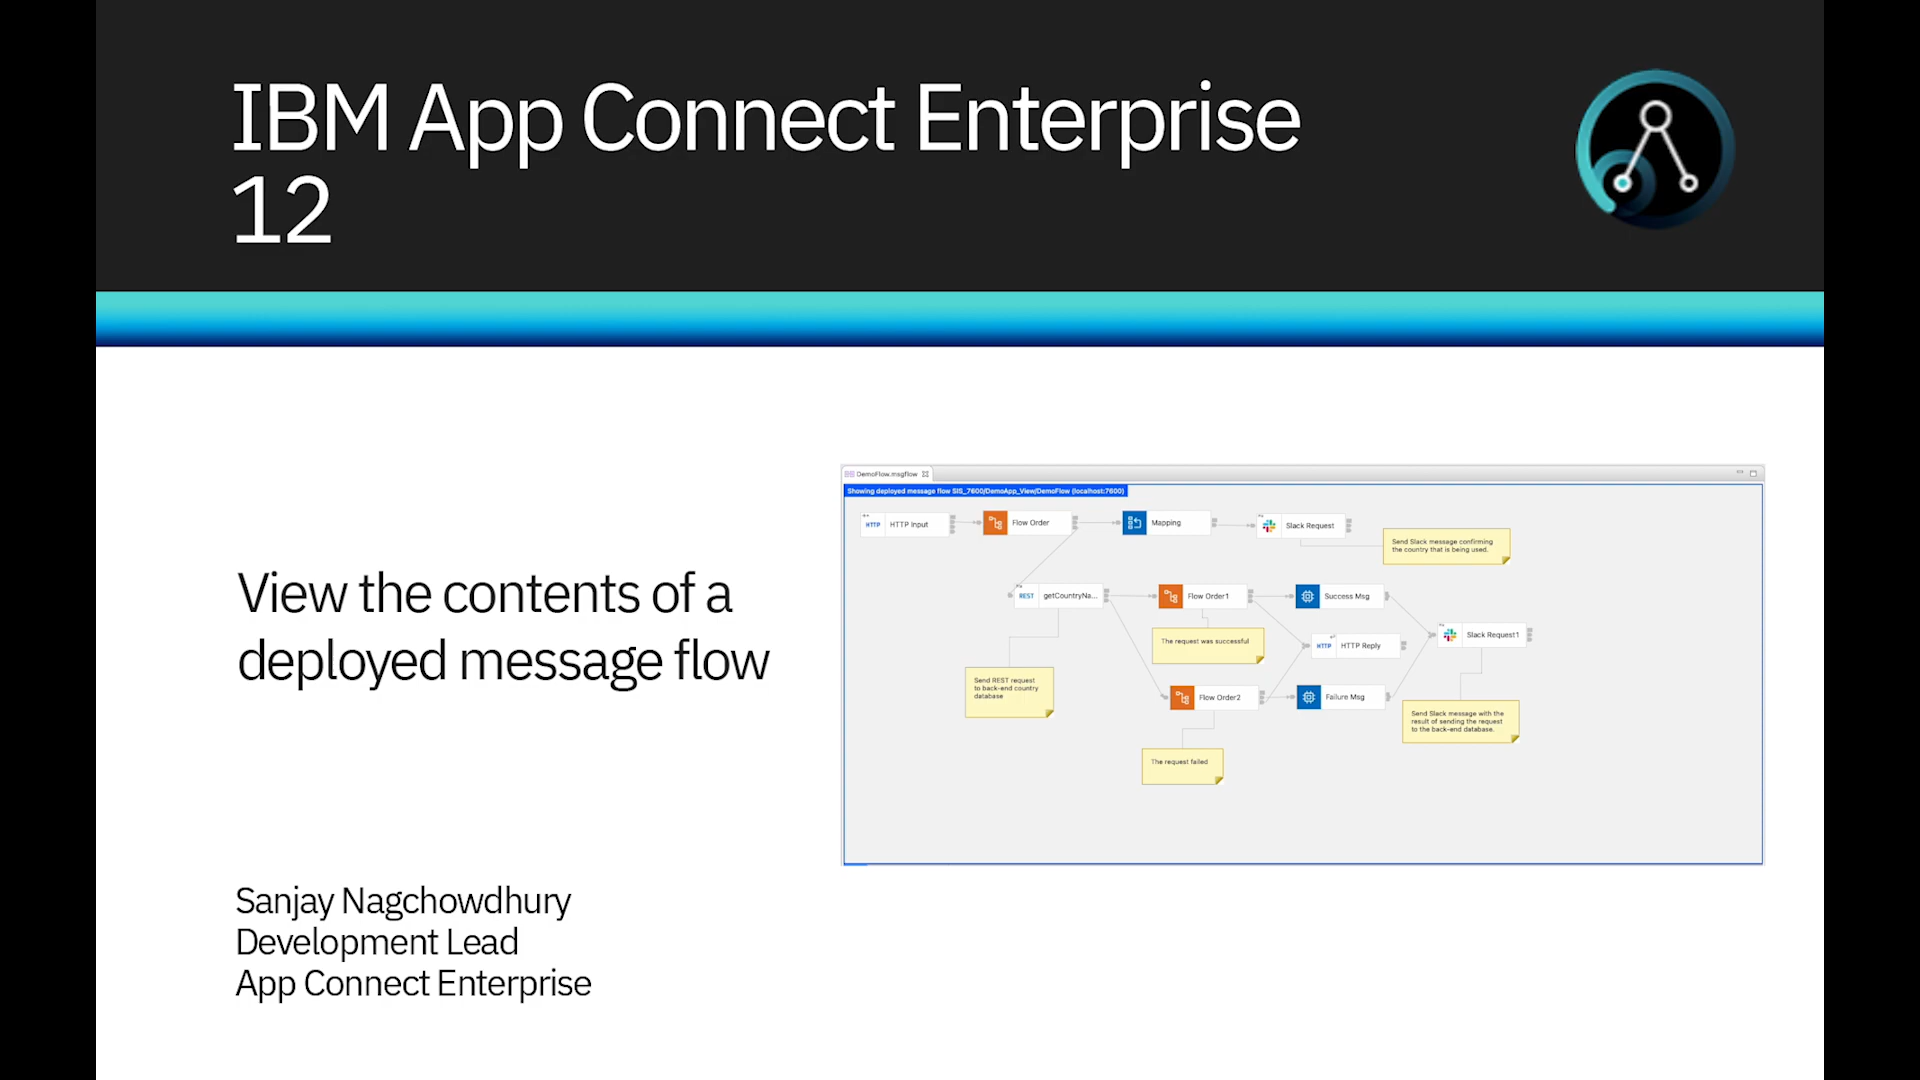 IBM App Connect Enterprise
12
View the contents of a
deployed message flow
Sanjay Nagchowdhury
Development Lead
App Connect Enterprise
DemoFlow.msgflow
Showing deployed message flow SIS_7600/DemoApp_View/DemoFlow (localhost:7600)
HTTP HTTP Input
Flow Order
Mapping
Slack Request
Send Slack message confirming
the country that is being used.
REST getCountryNa...
Flow Order1
Success Msg
The request was successful
HTTP HTTP Reply
Slack Request1
Send REST request
to back-end country
database
Flow Order2
Failure Msg
Send Slack message with the
result of sending the request
to the back-end database.
The request failed